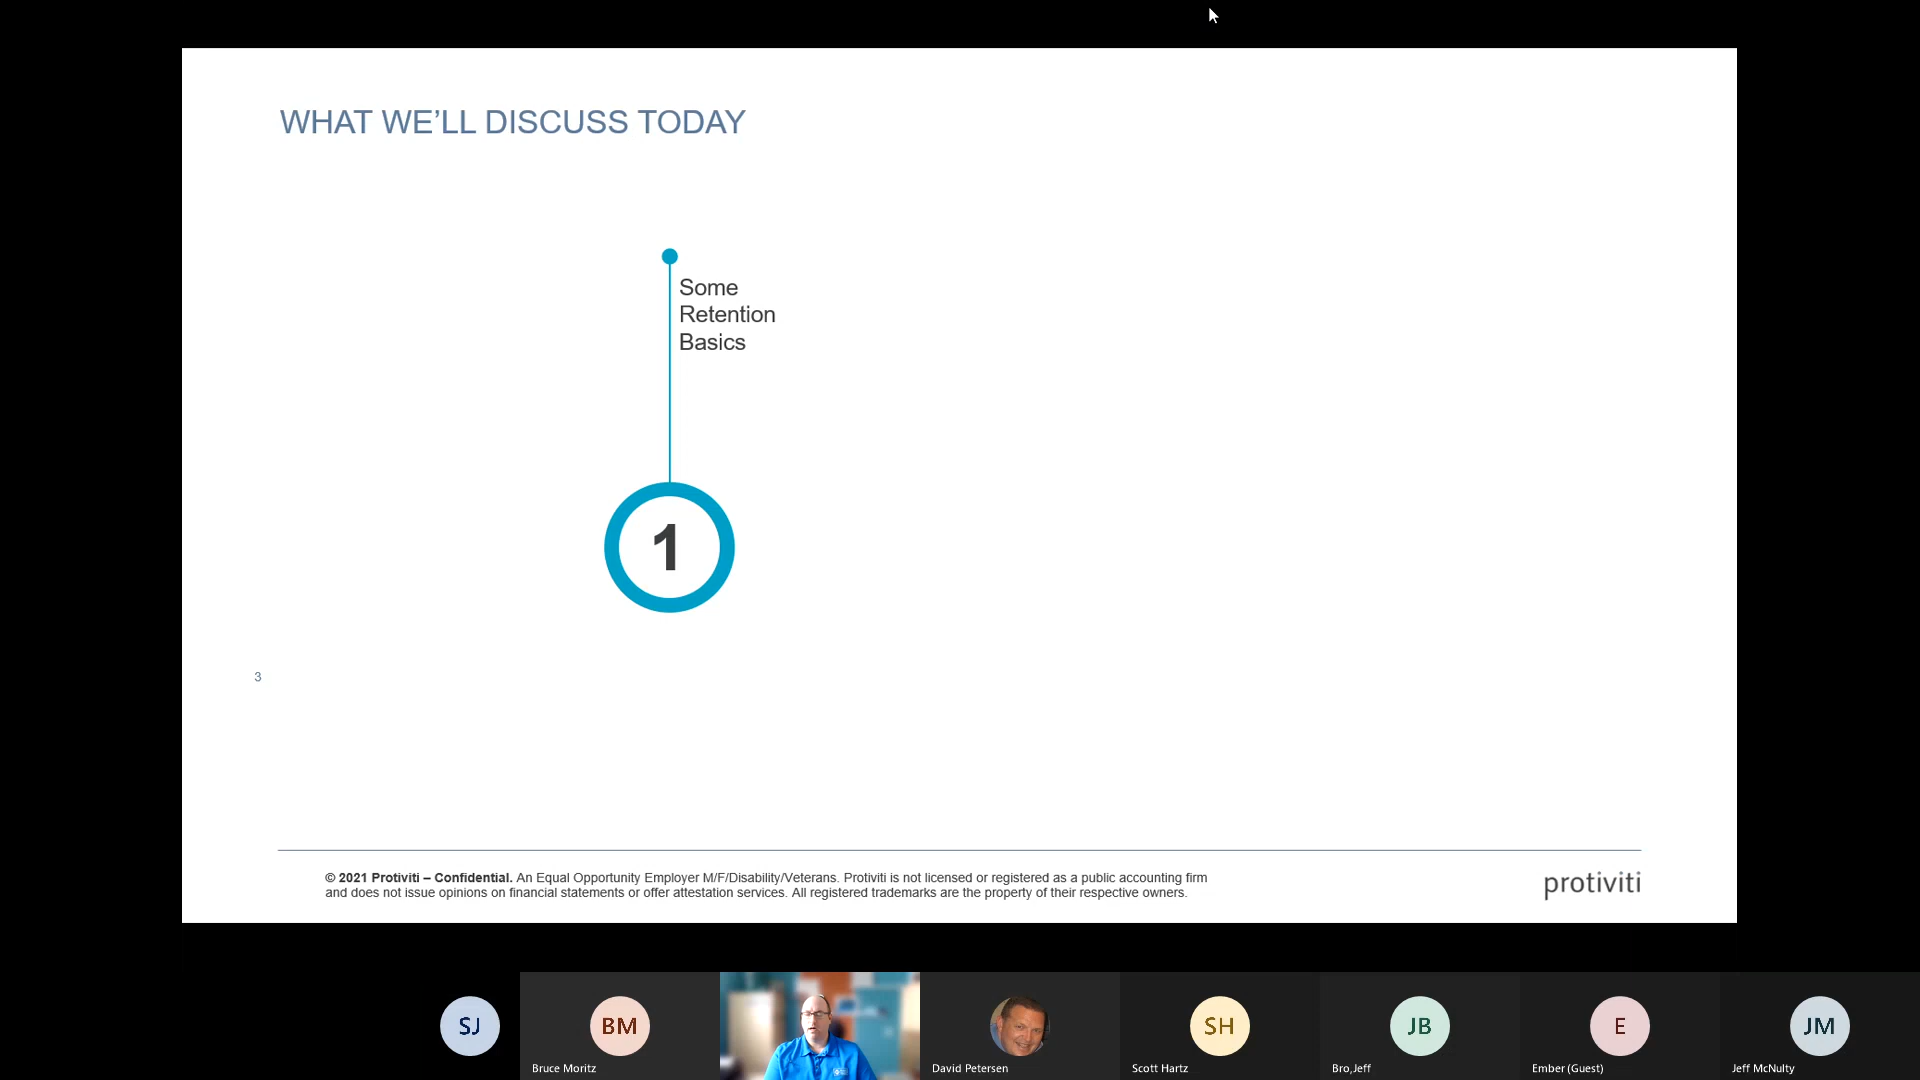 WHAT WE’LL DISCUSS TODAY
Some
Retention
Basics
1
3
© 2021 Protiviti – Confidential. An Equal Opportunity Employer M/F/Disability/Veterans. Protiviti is not licensed or registered as a public accounting firm
and does not issue opinions on financial statements or offer attestation services. All registered trademarks are the property of their respective owners.
protiviti
SJ
BM
SH
JB
E
JM
Bruce Moritz
David Petersen
Scott Hartz
Bro,Jeff
Ember (Guest)
Jeff McNulty